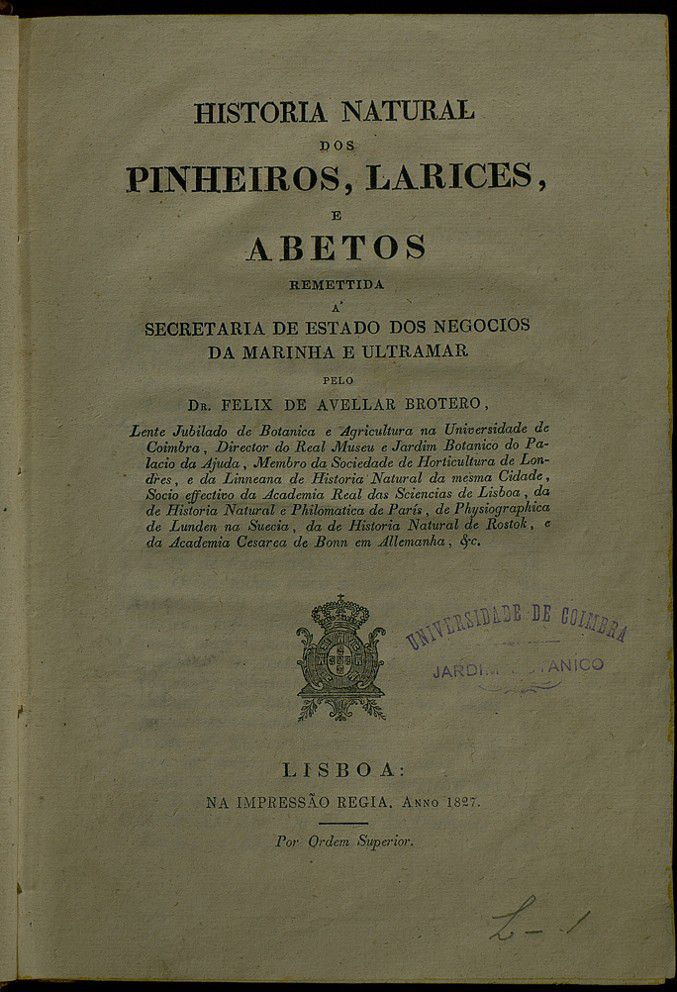 HISTORIA NATURAL
DOS
PINHEIROS, LARICES,
E
ABETOS
REMETTIDA
A'
SECRETARIA DE ESTADO DOS NEGOCIOS
DA MARINHA E ULTRAMAR
PELO
DR. FELIX DE AVELLAR BROTERO,
Lente Jubilado de Botanica e Agricultura na Universidade de
Coimbra, Director do Real Museu e Jardim Botanico do Pa-
lacio da Ajuda, Membro da Sociedade de Horticultura de Lon-
dres, e da Linneana de Historia Natural da mesma Cidade,
Socio effectivo da Academia Real das Sciencias de Lisboa, da
de Historia Natural e Philomatica de París, de Physiographica
de Lunden na Suecia, da de Historia Natural de Rostok, e
da Academia Cesarea de Bonn em Allemanha, &c.
UNIVERSIDADE DE COIMBRA
JARDIM BOTANICO
LISBOA:
NA IMPRESSÃO REGIA. ANNO 1827.
Por Ordem Superior.
L-1